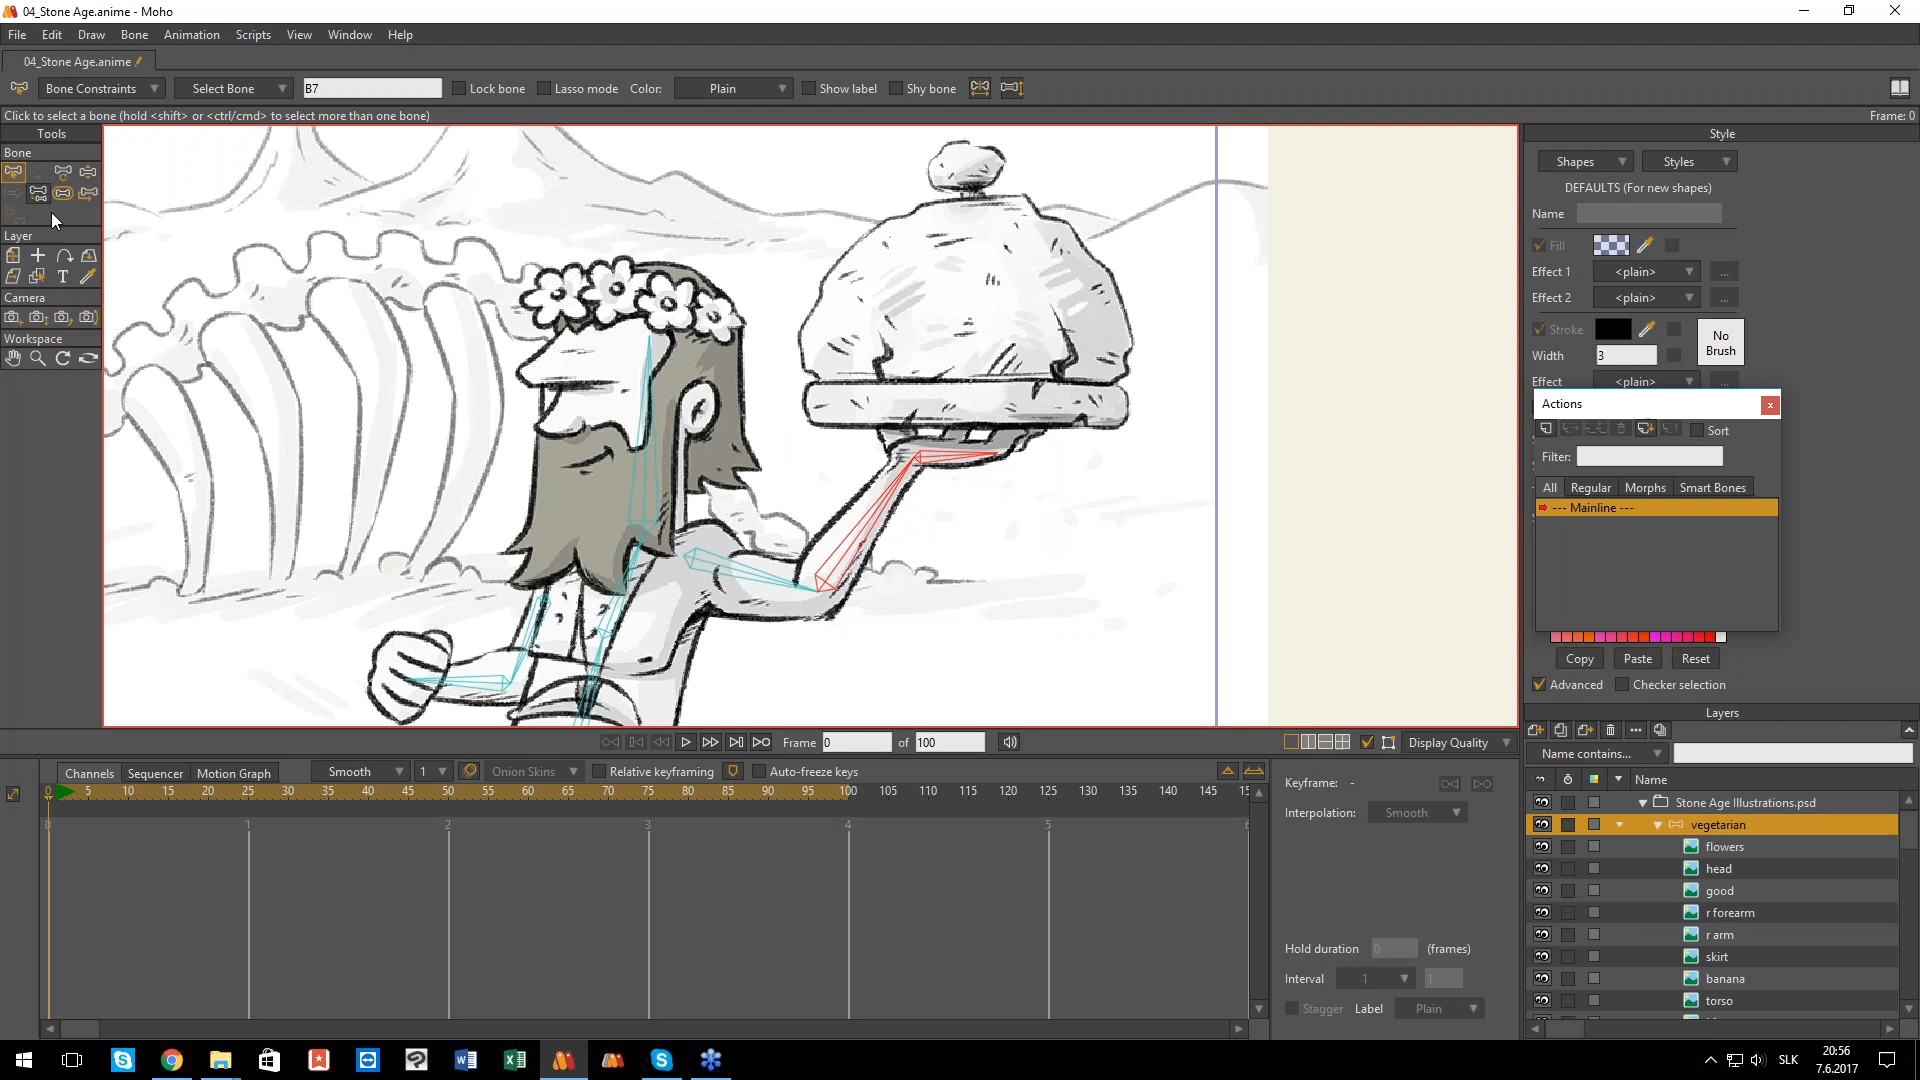 04_Stone Age.anime - Moho
File Edit Draw Bone Animation Scripts View Window Help
04_Stone Age.anime
Bone Constraints Select Bone B7 Lock bone Lasso mode Color: Plain Show label Shy bone
Click to select a bone (hold <shift> or <ctrl/cmd> to select more than one bone) Frame: 0
Tools
Bone
Layer
T
Camera
Workspace
Style
Shapes Styles
DEFAULTS (For new shapes)
Name
Fill
Effect 1 <plain> ...
Effect 2 <plain> ...
Stroke
No
Brush
Width 3
Effect <plain> ...
Actions x
Sort
Filter:
All Regular Morphs Smart Bones
--- Mainline ---
Copy Paste Reset
Advanced Checker selection
Layers
Name contains...
Name
Stone Age Illustrations.psd
vegetarian
flowers
head
good
r forearm
r arm
skirt
banana
torso
Frame 0 of 100 Display Quality
Channels Sequencer Motion Graph Smooth 1 Onion Skins Relative keyframing Auto-freeze keys
0 5 10 15 20 25 30 35 40 45 50 55 60 65 70 75 80 85 90 95 100 105 110 115 120 125 130 135 140 145 15
0 1 2 3 4 5 6
Keyframe: -
Interpolation: Smooth
Hold duration 0 (frames)
Interval 1 1
Stagger Label Plain
SLK
20:56
7.6.2017